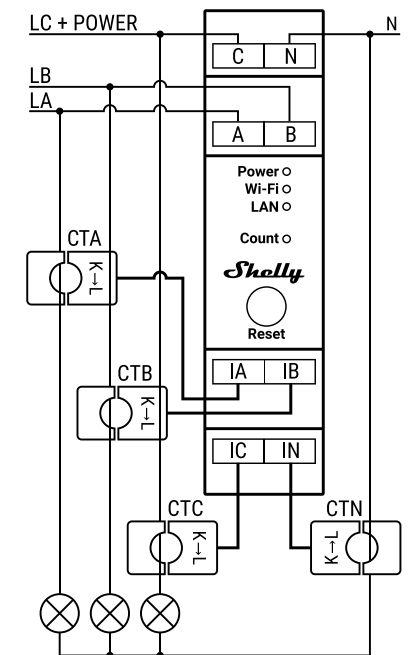 LC + POWER
N
C N
LB
LA
A B
Power
Wi-Fi
LAN
Count
CTA
K→L
Shelly
Reset
IA IB
CTB
K→L
IC IN
CTC
CTN
K→L
K→L